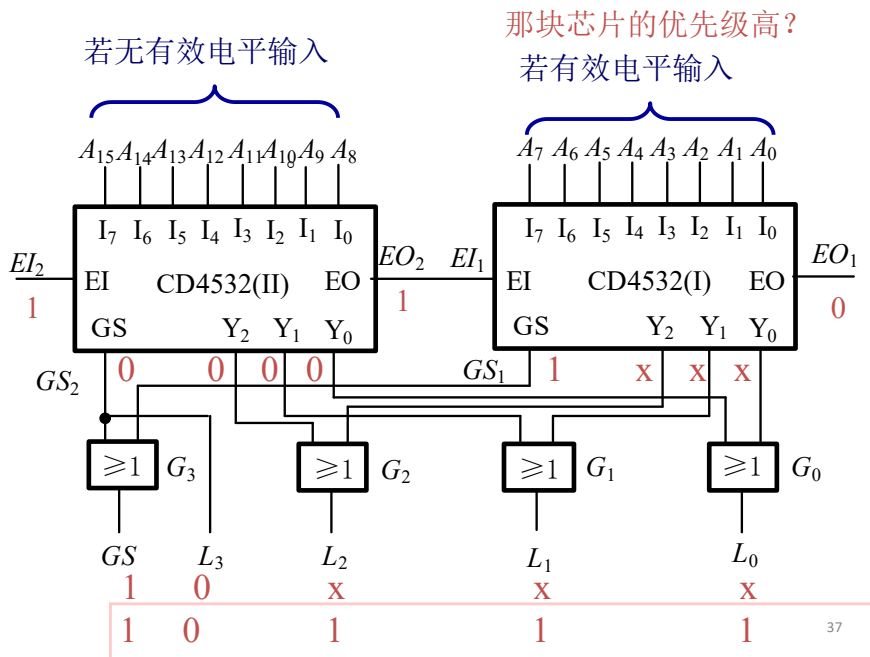 那块芯片的优先级高?
若无有效电平输入
若有效电平输入
A15 A14 A13 A12 A11 A10 A9 A8
A7 A6 A5 A4 A3 A2 A1 A0
I7 I6 I5 I4 I3 I2 I1 I0
I7 I6 I5 I4 I3 I2 I1 I0
EI2 EI CD4532(II) EO EO2 EI1 EI CD4532(I) EO EO1
1 1 0
GS Y2 Y1 Y0 GS Y2 Y1 Y0
GS2 0 0 0 0 GS1 1 x x x
≥1 G3 ≥1 G2 ≥1 G1 ≥1 G0
GS L3 L2 L1 L0
1 0 x x x
1 0 1 1 1
37